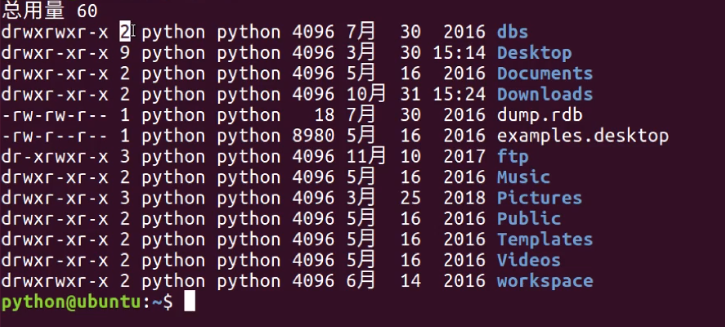 总用量 60
drwxrwxr-x 2 python python 4096 7月 30 2016 dbs
drwxr-xr-x 9 python python 4096 3月 30 15:14 Desktop
drwxr-xr-x 2 python python 4096 5月 16 2016 Documents
drwxr-xr-x 2 python python 4096 10月 31 15:24 Downloads
-rw-rw-r-- 1 python python 18 7月 30 2016 dump.rdb
-rw-r--r-- 1 python python 8980 5月 16 2016 examples.desktop
dr-xrwxr-x 3 python python 4096 11月 10 2017 ftp
drwxr-xr-x 2 python python 4096 5月 16 2016 Music
drwxr-xr-x 3 python python 4096 3月 25 2018 Pictures
drwxr-xr-x 2 python python 4096 5月 16 2016 Public
drwxr-xr-x 2 python python 4096 5月 16 2016 Templates
drwxr-xr-x 2 python python 4096 5月 16 2016 Videos
drwxrwxr-x 2 python python 4096 6月 14 2016 workspace
python@ubuntu:~$